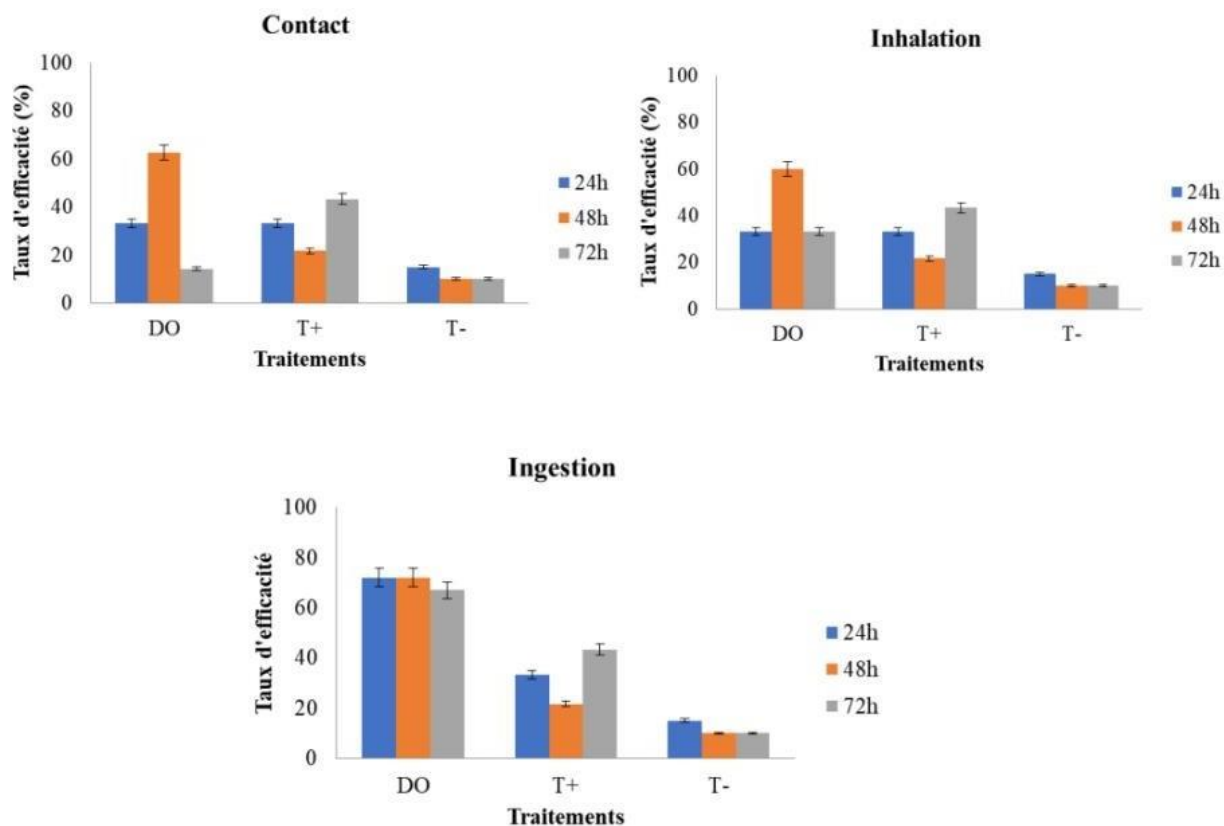 Contact
Taux d'efficacité (%)
100
80
60
40
20
0
DO T+ T-
Traitements
24h
48h
72h
Inhalation
Taux d'efficacité (%)
100
80
60
40
20
0
DO T+ T-
Traitements
24h
48h
72h
Ingestion
Taux d'efficacité
100
80
60
40
20
0
DO T+ T-
Traitements
24h
48h
72h